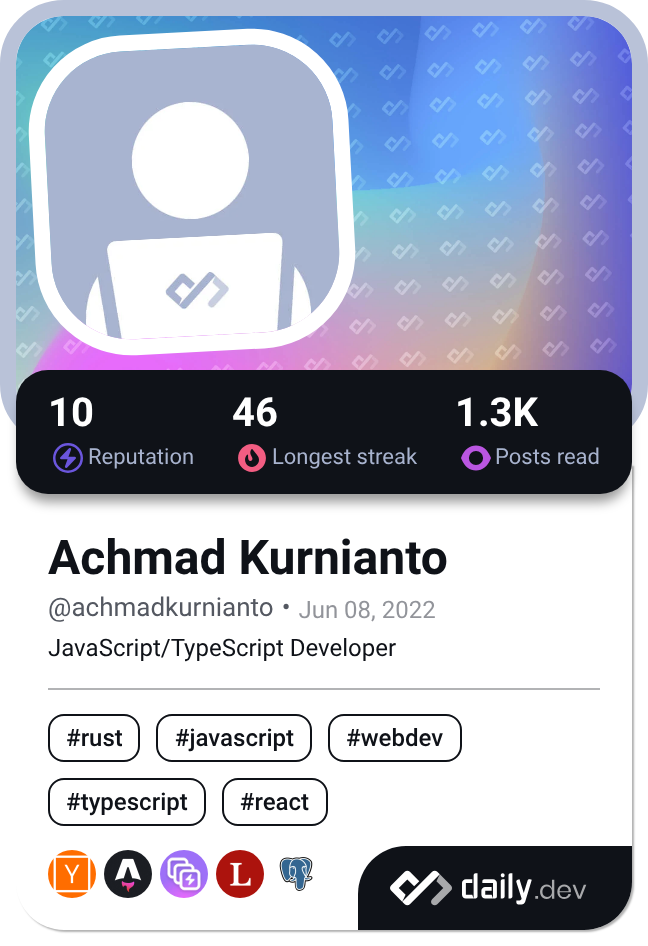 10 46 1.3K
Reputation Longest streak Posts read
Achmad Kurnianto
@achmadkurnianto • Jun 08, 2022
JavaScript/TypeScript Developer
#rust #javascript #webdev
#typescript #react
Y L daily.dev